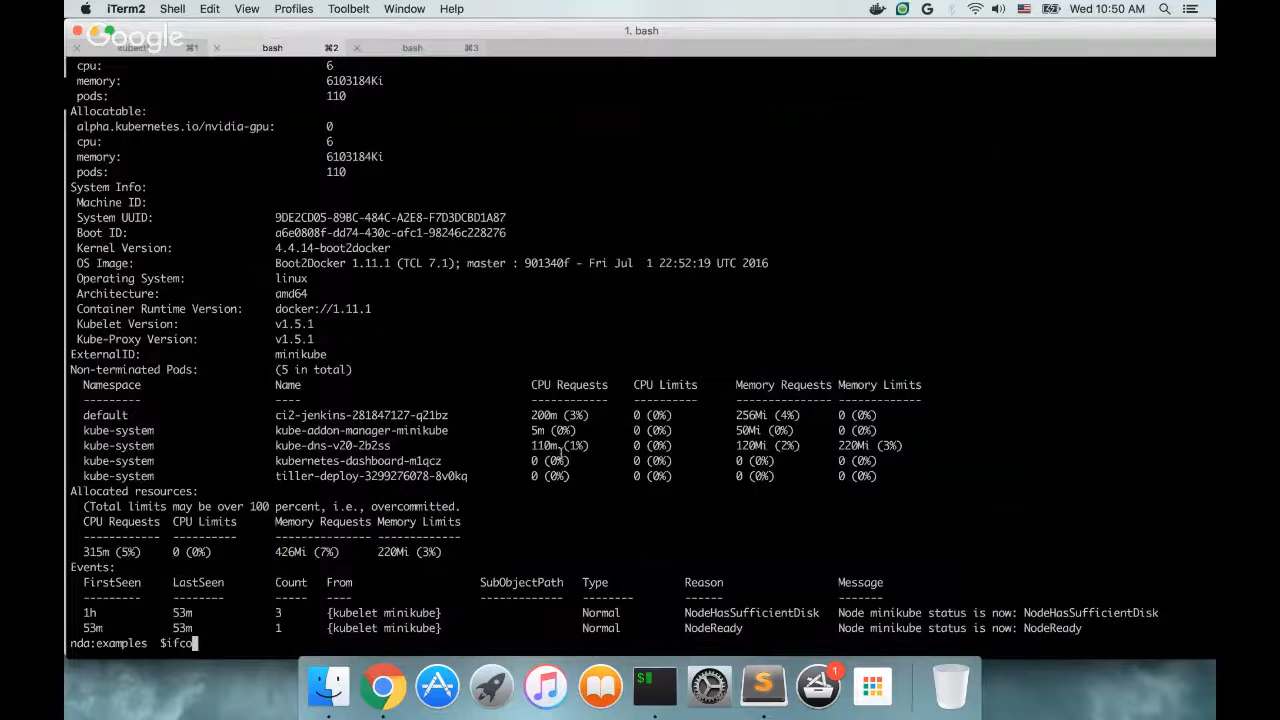 iTerm2 Shell Edit View Profiles Toolbelt Window Help Wed 10:50 AM
1. bash
Google
kubect ⌘1 bash ⌘2 bash ⌘3
cpu: 6
memory: 6103184Ki
pods: 110
Allocatable:
alpha.kubernetes.io/nvidia-gpu: 0
cpu: 6
memory: 6103184Ki
pods: 110
System Info:
Machine ID:
System UUID: 9DE2CD05-89BC-484C-A2E8-F7D3DCBD1A87
Boot ID: a6e0808f-dd74-430c-afc1-98246c228276
Kernel Version: 4.4.14-boot2docker
OS Image: Boot2Docker 1.11.1 (TCL 7.1); master : 901340f - Fri Jul 1 22:52:19 UTC 2016
Operating System: linux
Architecture: amd64
Container Runtime Version: docker://1.11.1
Kubelet Version: v1.5.1
Kube-Proxy Version: v1.5.1
ExternalID: minikube
Non-terminated Pods: (5 in total)
Namespace Name CPU Requests CPU Limits Memory Requests Memory Limits
--------- ---- ------------ ---------- --------------- -------------
default ci2-jenkins-281847127-q21bz 200m (3%) 0 (0%) 256Mi (4%) 0 (0%)
kube-system kube-addon-manager-minikube 5m (0%) 0 (0%) 50Mi (0%) 0 (0%)
kube-system kube-dns-v20-2b2ss 110m (1%) 0 (0%) 120Mi (2%) 220Mi (3%)
kube-system kubernetes-dashboard-m1qcz 0 (0%) 0 (0%) 0 (0%) 0 (0%)
kube-system tiller-deploy-3299276078-8v0kq 0 (0%) 0 (0%) 0 (0%) 0 (0%)
Allocated resources:
(Total limits may be over 100 percent, i.e., overcommitted.
CPU Requests CPU Limits Memory Requests Memory Limits
------------ ---------- --------------- -------------
315m (5%) 0 (0%) 426Mi (7%) 220Mi (3%)
Events:
FirstSeen LastSeen Count From SubObjectPath Type Reason Message
--------- -------- ----- ---- ------------- -------- ------ -------
1h 53m 3 {kubelet minikube} Normal NodeHasSufficientDisk Node minikube status is now: NodeHasSufficientDisk
53m 53m 1 {kubelet minikube} Normal NodeReady Node minikube status is now: NodeReady
nda:examples $ifco
1